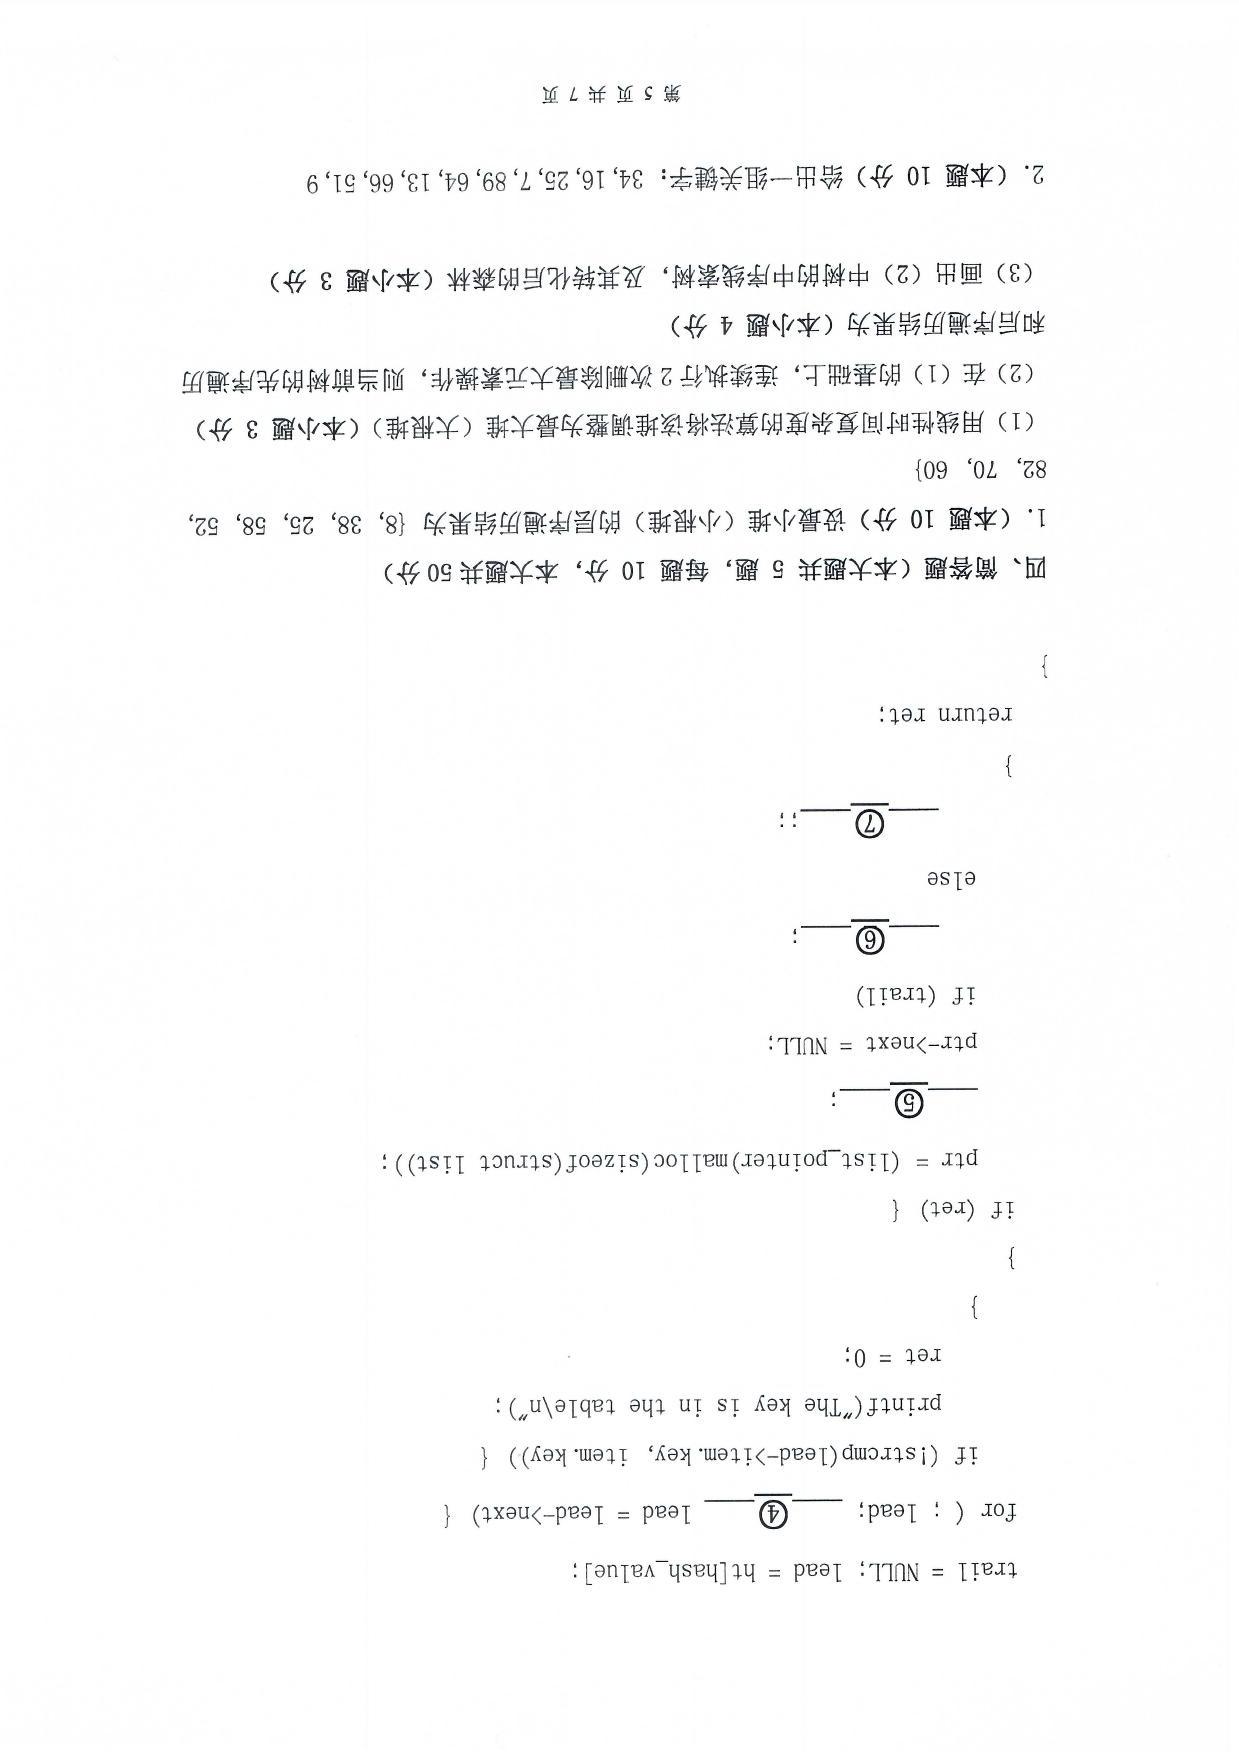 trail = NULL; lead = ht[hash_value];
for ( ; lead; ___④___ lead = lead->next) {
if (!strcmp(lead->item.key, item.key)) {
printf("The key is in the table\n");
ret = 0;
}
}
if (ret) {
ptr = (list_pointer)malloc(sizeof(struct list));
___⑤___;
ptr->next = NULL;
if (trail)
___⑥___;
else
___⑦___;;
}
return ret;
}
四、简答题（本大题共 5 题，每题 10 分，本大题共50分）
1.（本题 10 分）设最小堆（小根堆）的层序遍历结果为 {8, 38, 25, 58, 52,
82, 70, 60}
（1）用线性时间复杂度的算法将该堆调整为最大堆（大根堆）（本小题 3 分）
（2）在（1）的基础上，连续执行 2 次删除最大元素操作，则当前树的先序遍历
和后序遍历结果为（本小题 4 分）
（3）画出（2）中树的中序线索树，及其转化后的森林（本小题 3 分）
2.（本题 10 分）给出一组关键字：34,16,25,7,89,64,13,66,51,9
第 5 页 共 7 页